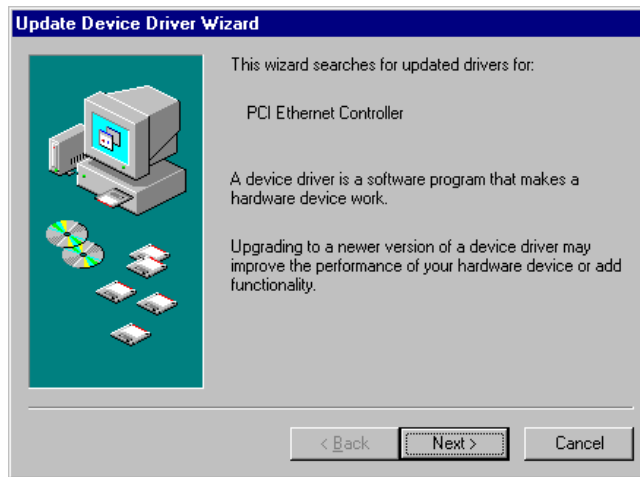 Update Device Driver Wizard
This wizard searches for updated drivers for:
PCI Ethernet Controller
A device driver is a software program that makes a
hardware device work.
Upgrading to a newer version of a device driver may
improve the performance of your hardware device or add
functionality.
< Back Next > Cancel